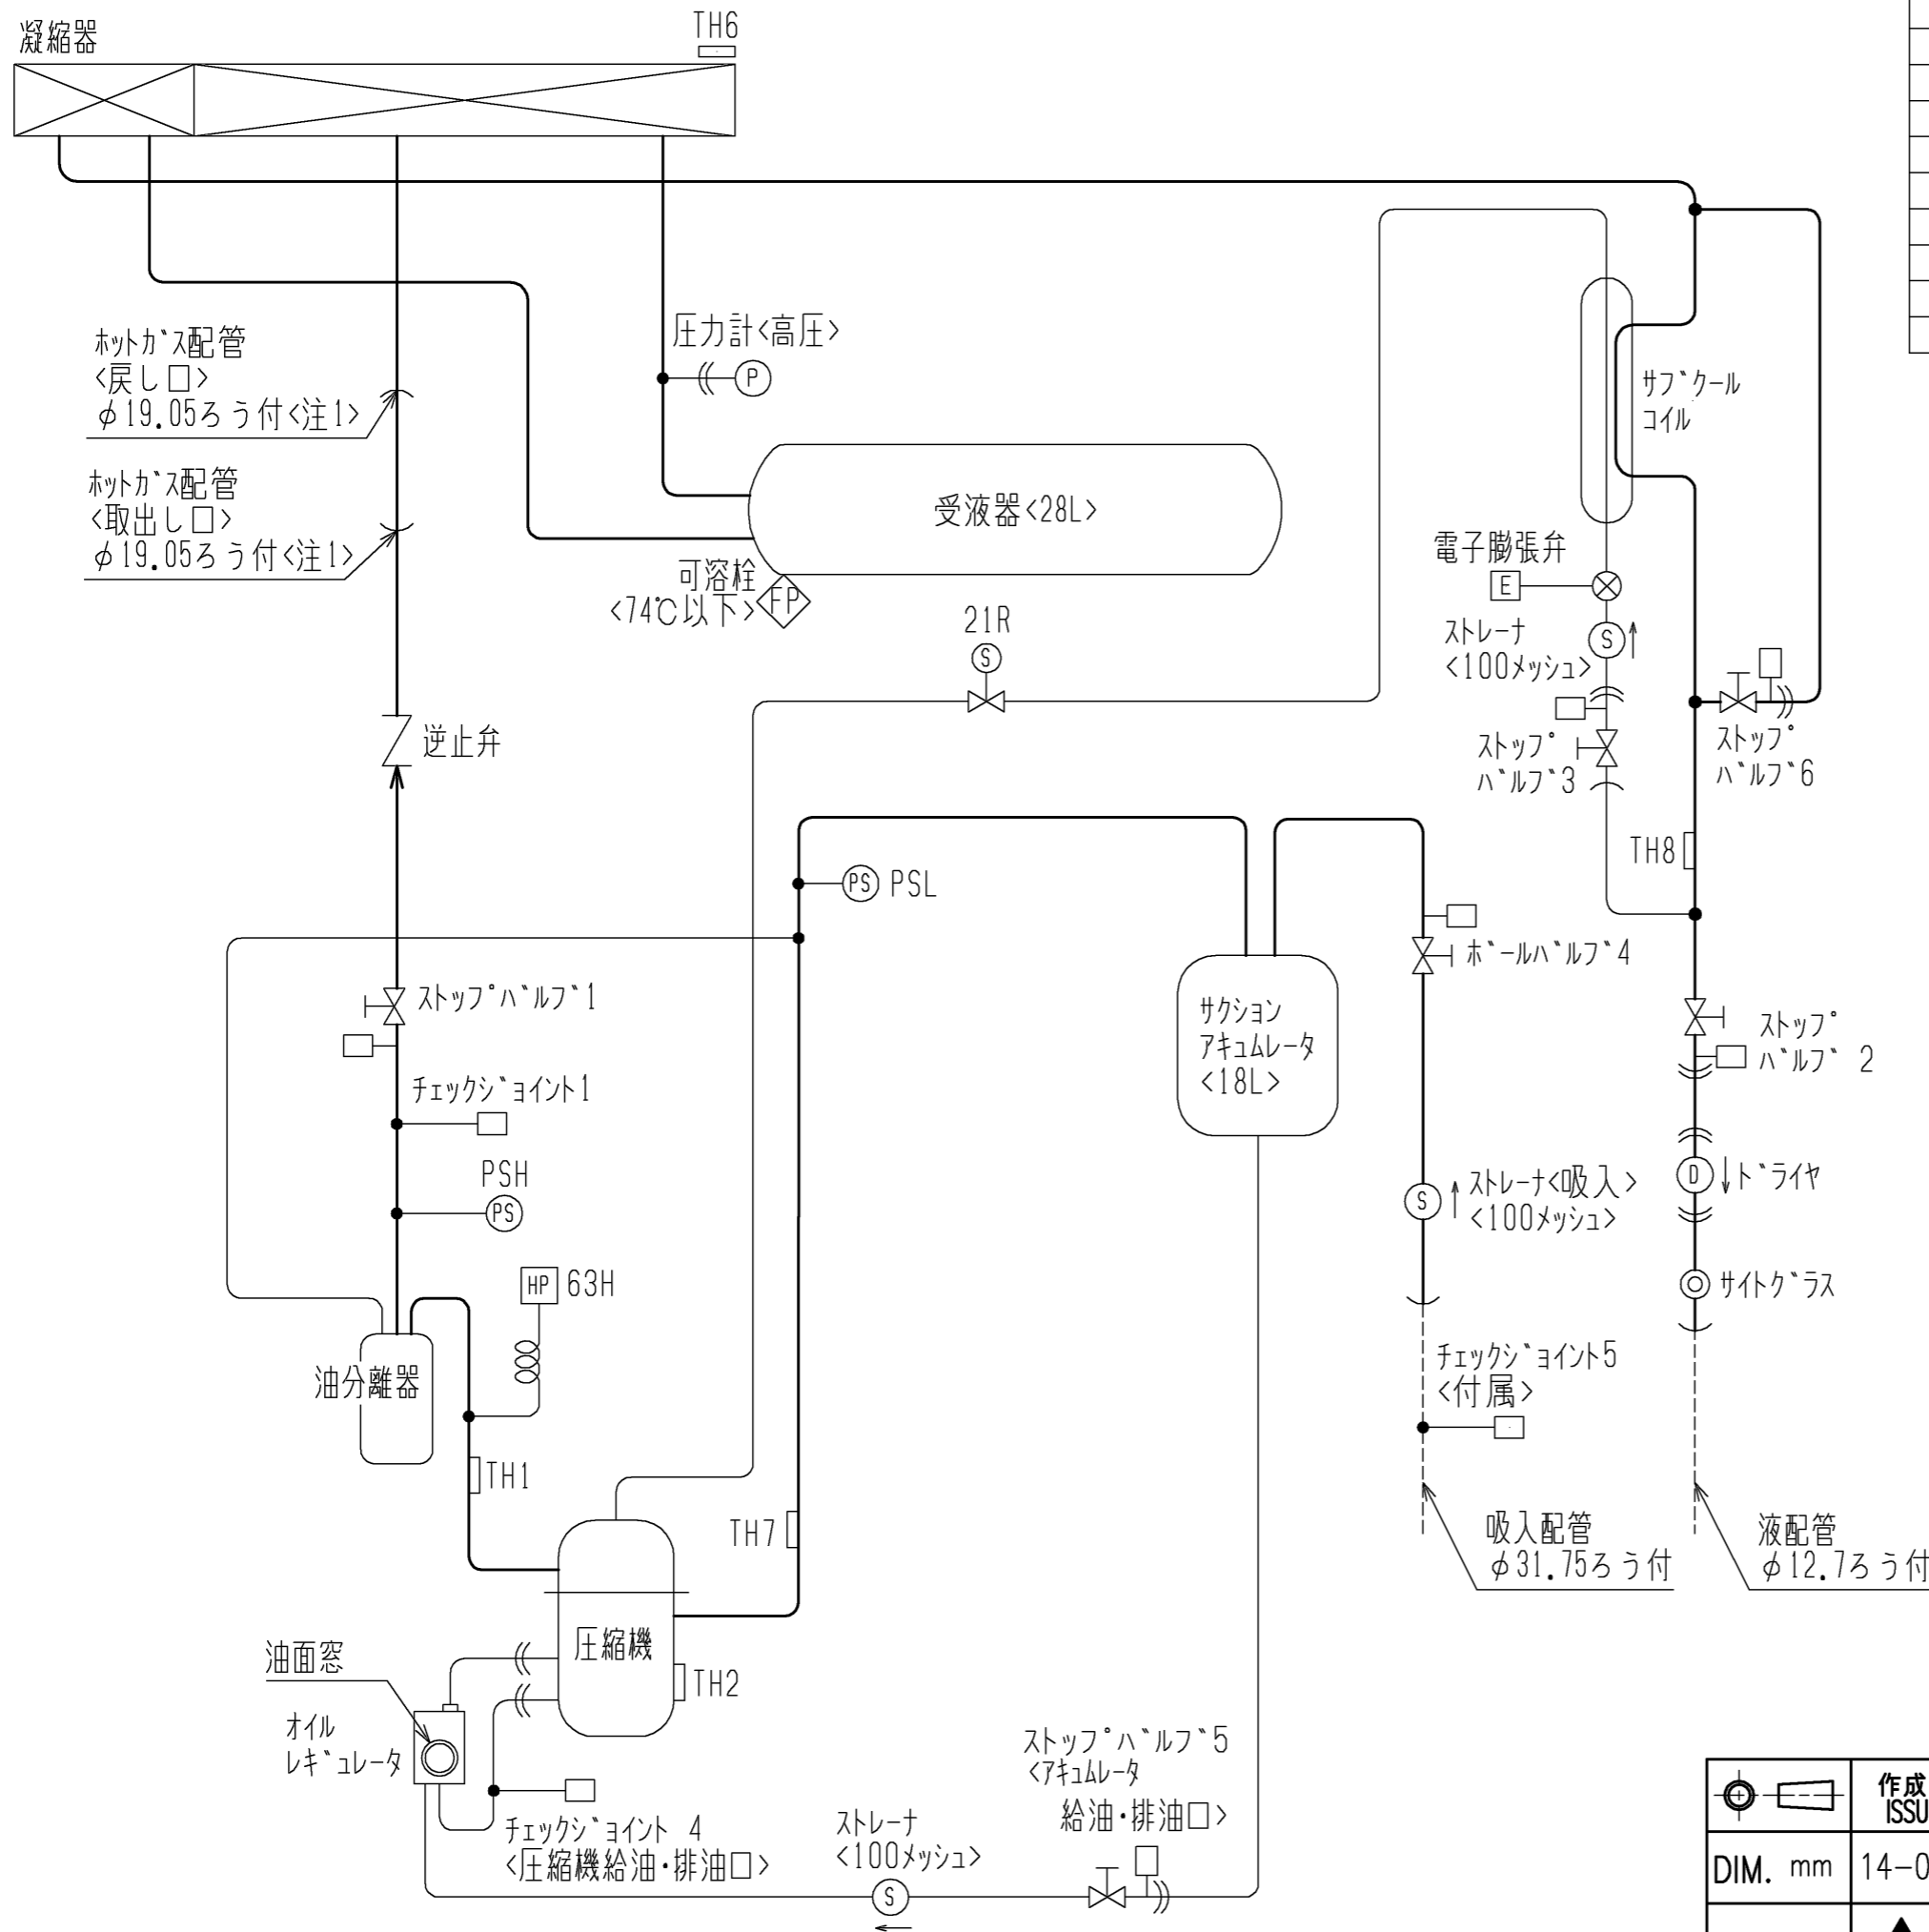 凝縮器
TH6
ホットガス配管
<戻し口>
φ19.05ろう付<注1>
圧力計<高圧>
P
サブクール
コイル
ホットガス配管
<取出し口>
φ19.05ろう付<注1>
受液器<28L>
可溶栓
<74℃以下>
FP
電子膨張弁
E
21R
S
ストレーナ
<100メッシュ>
S
逆止弁
ストップ
バルブ3
ストップ
バルブ6
TH8
PS PSL
ボールバルブ4
ストップバルブ1
サクション
アキュムレータ
<18L>
ストップ
バルブ 2
チェックジョイント1
PSH
PS
S
ストレーナ<吸入>
<100メッシュ>
D
ドライヤ
HP 63H
サイトグラス
油分離器
チェックジョイント5
<付属>
TH1
TH7
吸入配管
φ31.75ろう付
液配管
φ12.7ろう付
圧縮機
油面窓
TH2
オイル
レギュレータ
ストップバルブ5
<アキュムレータ
給油・排油口>
チェックジョイント 4
<圧縮機給油・排油口>
ストレーナ
<100メッシュ>
S
作成
ISSU
DIM. mm
14-0